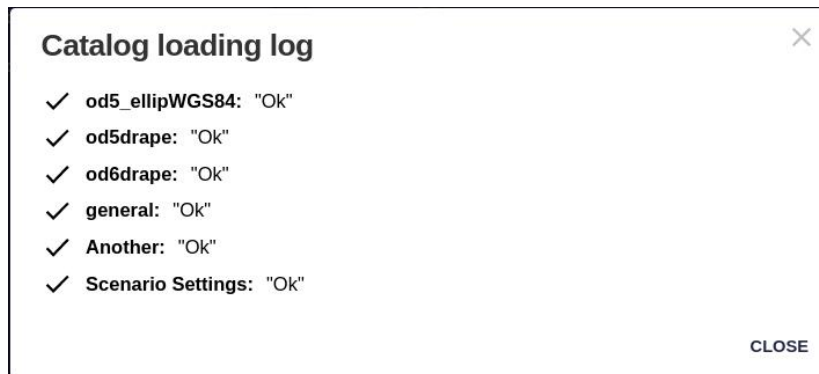 Catalog loading log
od5_ellipWGS84: "Ok"
od5drape: "Ok"
od6drape: "Ok"
general: "Ok"
Another: "Ok"
Scenario Settings: "Ok"
CLOSE